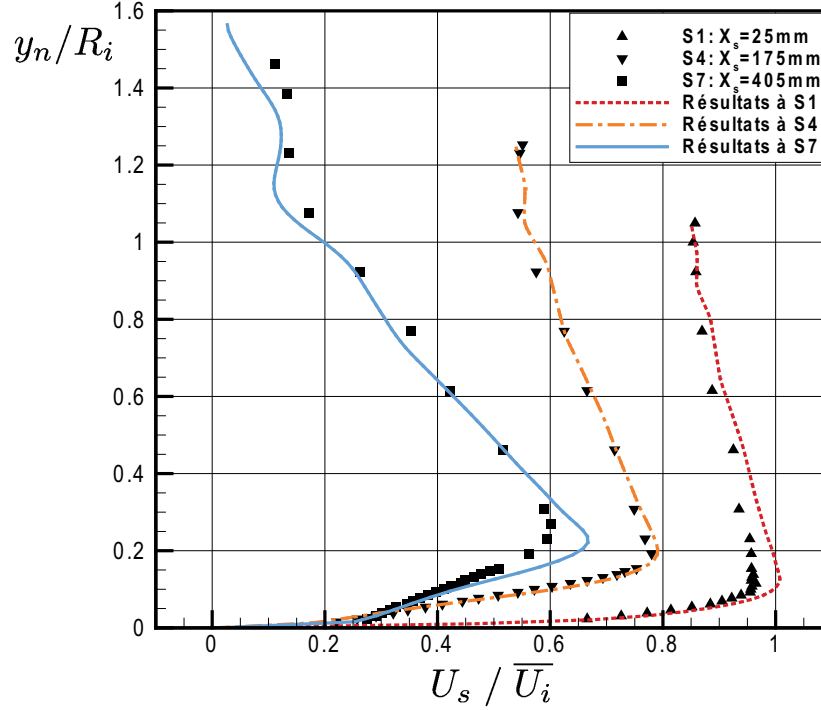 y_n/R_i
1.6
1.4
1.2
1
0.8
0.6
0.4
0.2
0
S1: X_s=25mm
S4: X_s=175mm
S7: X_s=405mm
Résultats à S1
Résultats à S4
Résultats à S7
0 0.2 0.4 0.6 0.8 1
U_s / \overline{U_i}